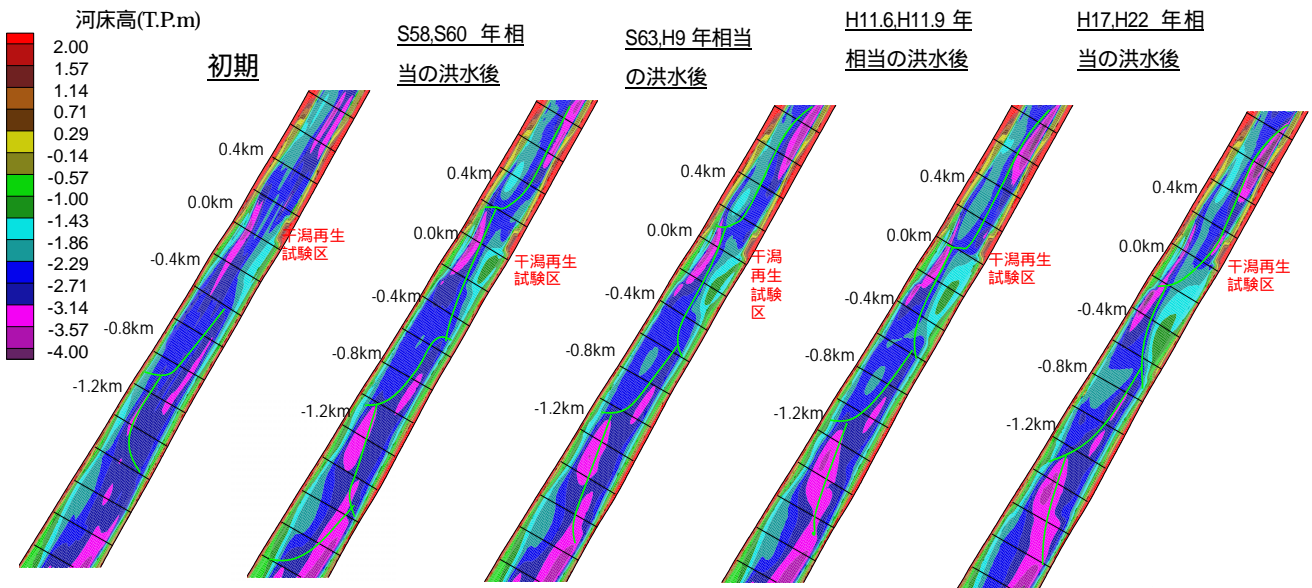 河床高(T.P.m)
2.00
1.57
1.14
0.71
0.29
-0.14
-0.57
-1.00
-1.43
-1.86
-2.29
-2.71
-3.14
-3.57
-4.00
初期
0.4km
0.0km
-0.4km
-0.8km
-1.2km
干潟再生
試験区
S58,S60 年相
当の洪水後
0.4km
0.0km
-0.4km
-0.8km
-1.2km
干潟再生
試験区
S63,H9 年相当
の洪水後
0.4km
0.0km
-0.4km
-0.8km
-1.2km
干潟
再生
試験
区
H11.6,H11.9 年
相当の洪水後
0.4km
0.0km
-0.4km
-0.8km
-1.2km
干潟再生
試験区
H17,H22 年相
当の洪水後
0.4km
0.0km
-0.4km
-0.8km
-1.2km
干潟再生
試験区